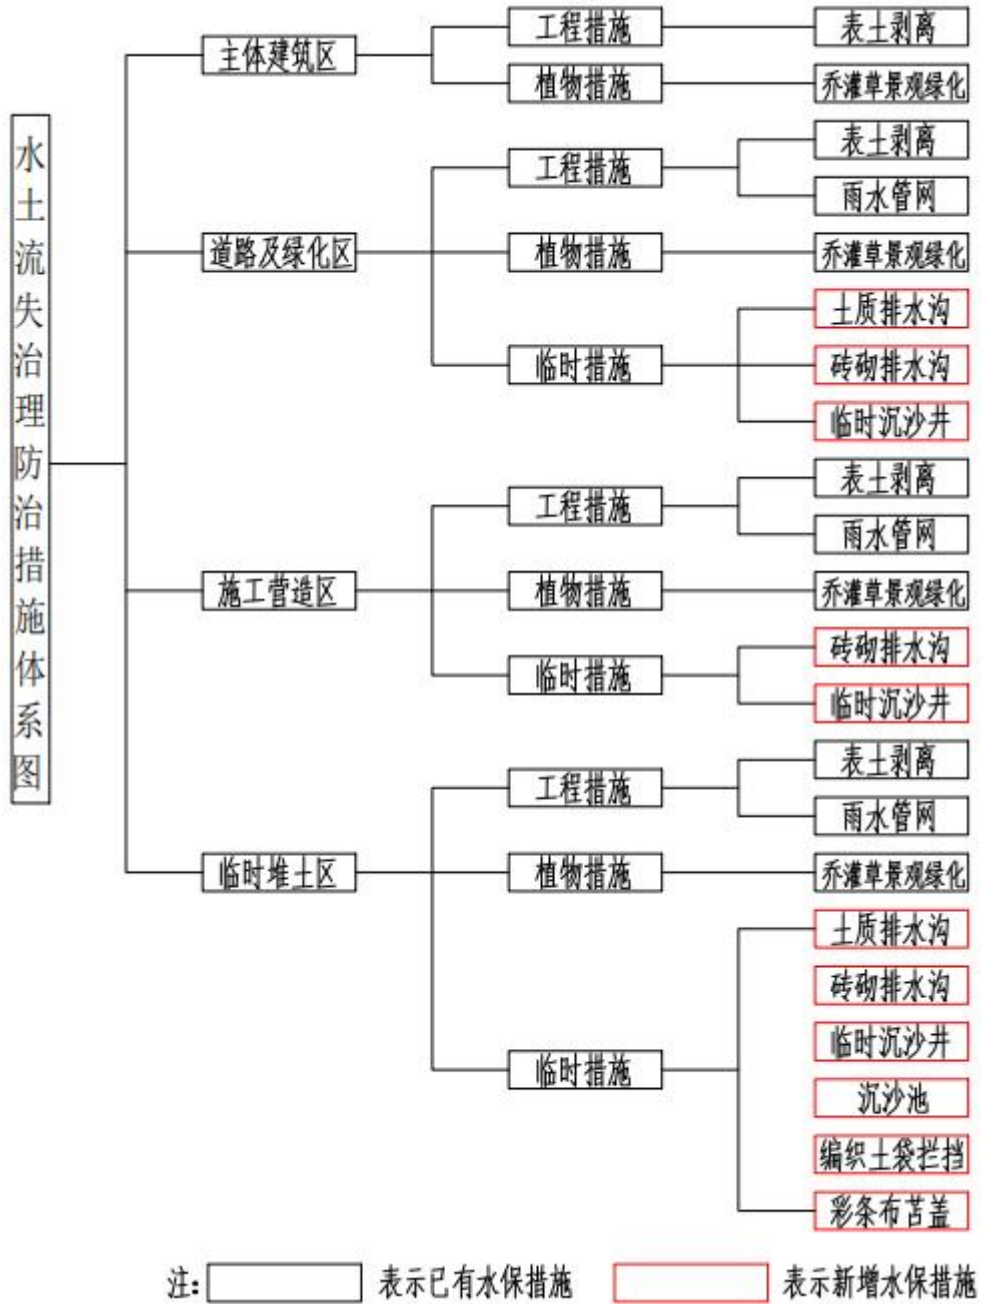 水土流失治理防治措施体系图
主体建筑区
工程措施
表土剥离
植物措施
乔灌草景观绿化
道路及绿化区
工程措施
表土剥离
雨水管网
植物措施
乔灌草景观绿化
临时措施
土质排水沟
砖砌排水沟
临时沉沙井
施工营造区
工程措施
表土剥离
雨水管网
植物措施
乔灌草景观绿化
临时措施
砖砌排水沟
临时沉沙井
临时堆土区
工程措施
表土剥离
雨水管网
植物措施
乔灌草景观绿化
临时措施
土质排水沟
砖砌排水沟
临时沉沙井
沉沙池
编织土袋拦挡
彩条布苫盖
注: 表示已有水保措施 表示新增水保措施